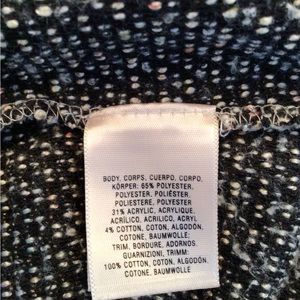 BODY, CORPS, CUERPO, CORPO,
KÖRPER: 65% POLYESTER,
POLYESTER, POLIÉSTER,
POLIESTERE, POLYESTER
31% ACRYLIC, ACRYLIQUE,
ACRÍLICO, ACRILICO, ACRYL
4% COTTON, COTON, ALGODÓN,
COTONE, BAUMWOLLE;
TRIM, BORDURE, ADORNOS,
GUARNIZIONI, TRIMM:
100% COTTON, COTON, ALGODÓN,
COTONE, BAUMWOLLE